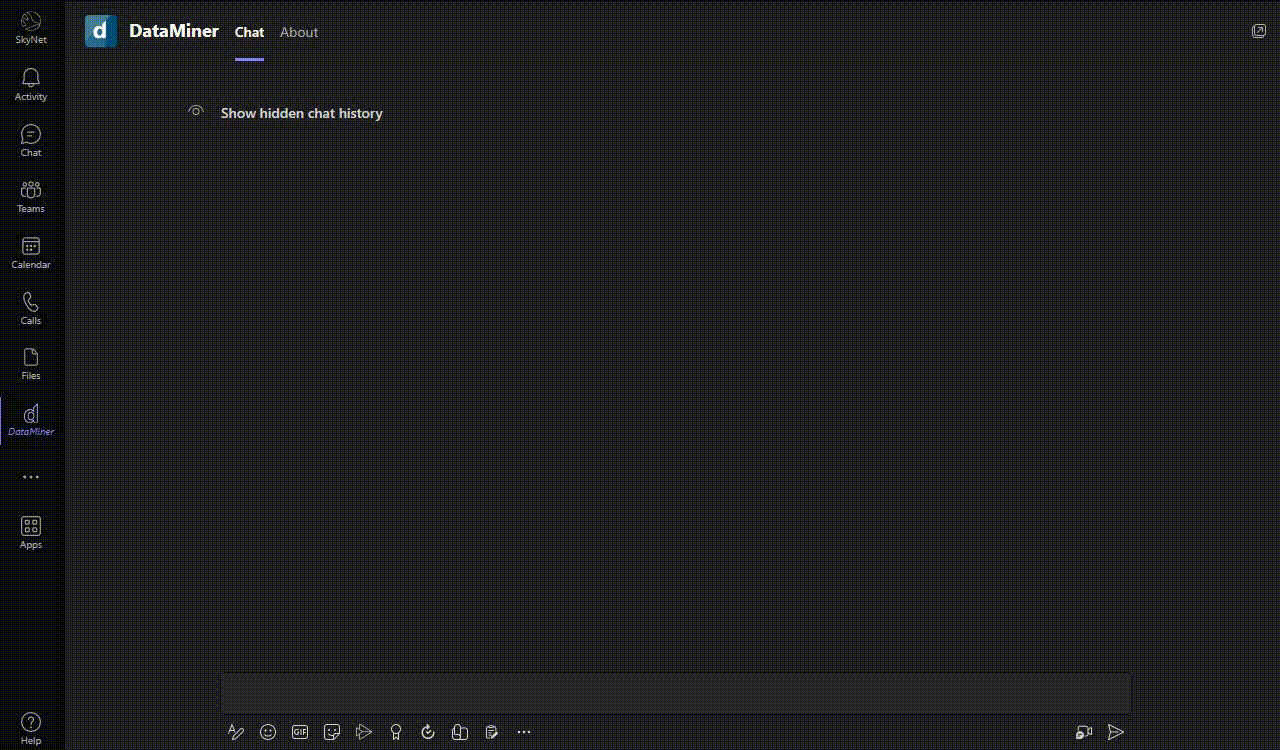 SkyNet
Activity
Chat
Teams
Calendar
Calls
Files
DataMiner
Apps
Help
d DataMiner Chat About
Show hidden chat history
GIF